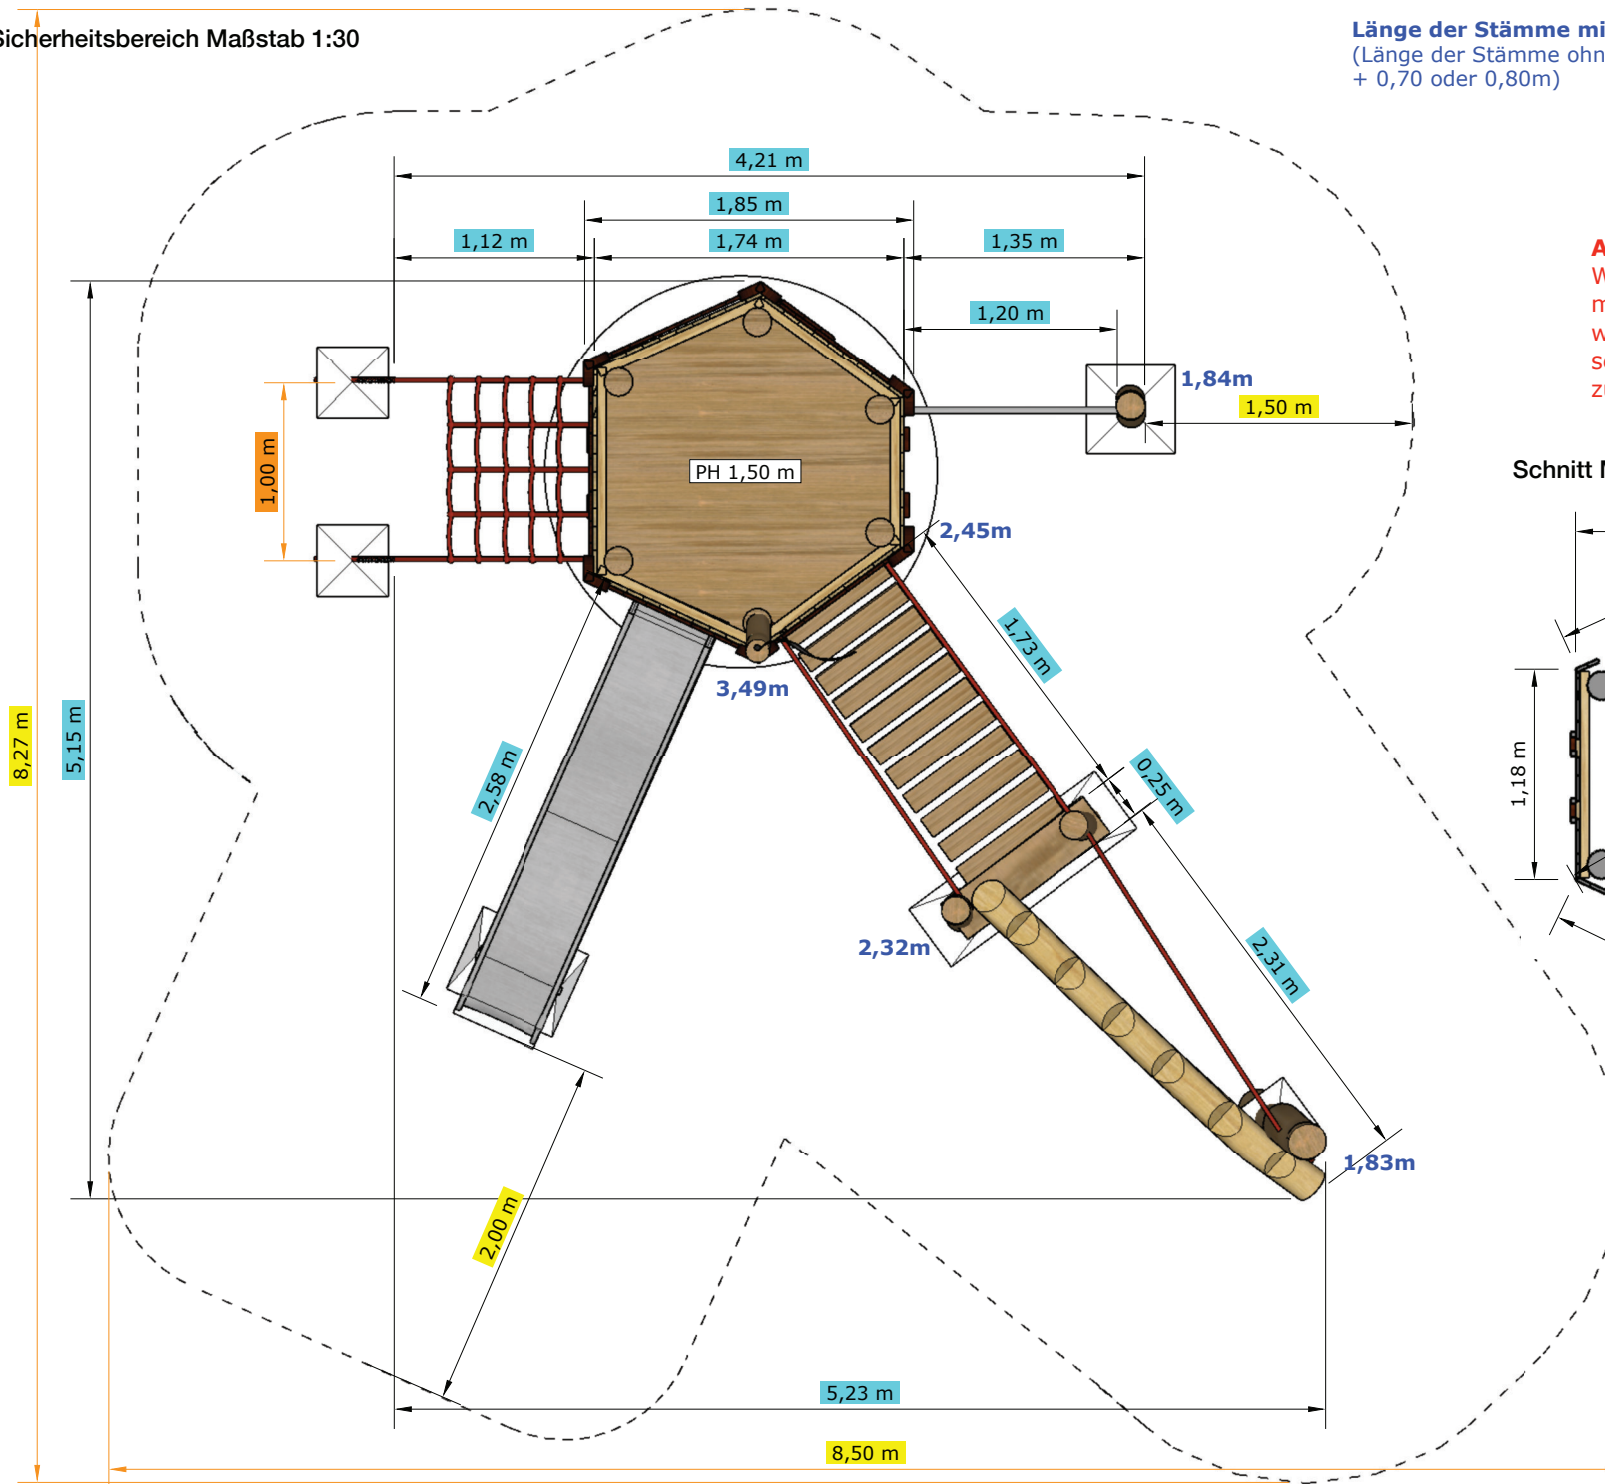 Sicherheitsbereich Maßstab 1:30
Länge der Stämme
(Länge der Stämme
+ 0,70 oder 0,80m)
4,21 m
1,85 m
1,12 m
1,74 m
1,35 m
1,20 m
1,84m
1,50 m
1,00 m
PH 1,50 m
Schnitt
2,45m
1,73 m
3,49m
8,27 m
5,15 m
2,58 m
0,25 m
1,18 m
2,32m
2,31 m
1,83m
2,00 m
5,23 m
8,50 m